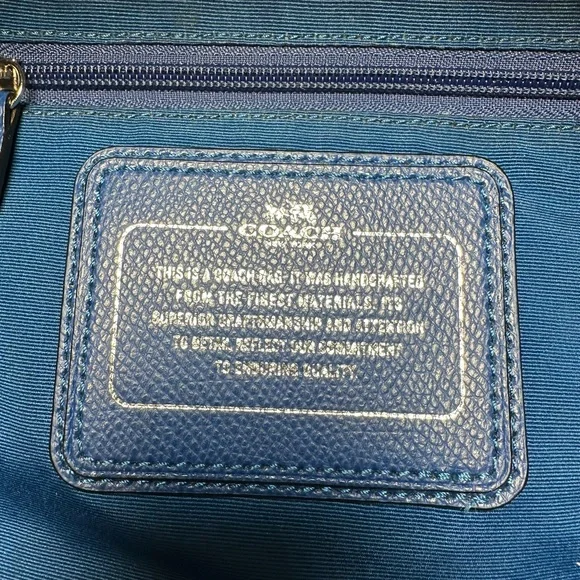 COACH
NEW YORK
THIS IS A COACH BAG. IT WAS HANDCRAFTED
FROM THE FINEST MATERIALS. ITS
SUPERIOR CRAFTSMANSHIP AND ATTENTION
TO DETAIL REFLECT OUR COMMITMENT
TO ENDURING QUALITY.